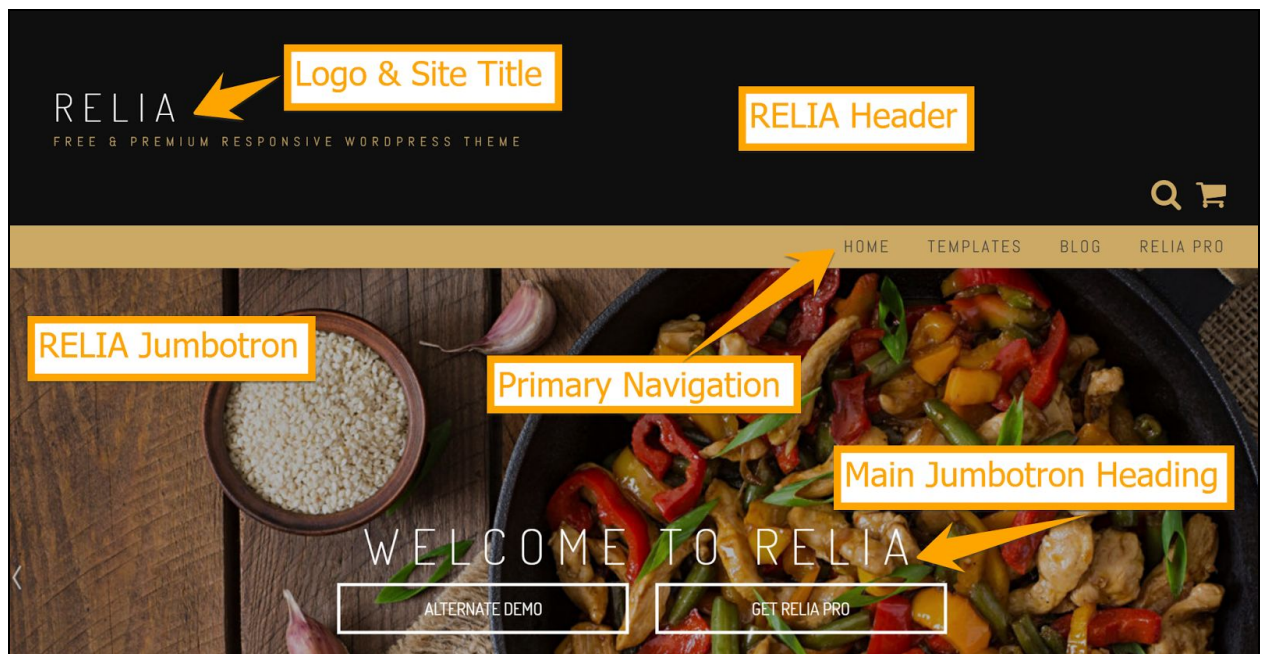 Logo & Site Title
RELIA
FREE & PREMIUM RESPONSIVE WORDPRESS THEME
RELIA Header
HOME TEMPLATES BLOG RELIA PRO
RELIA Jumbotron
Primary Navigation
Main Jumbotron Heading
WELCOME TO RELIA
ALTERNATE DEMO
GET RELIA PRO